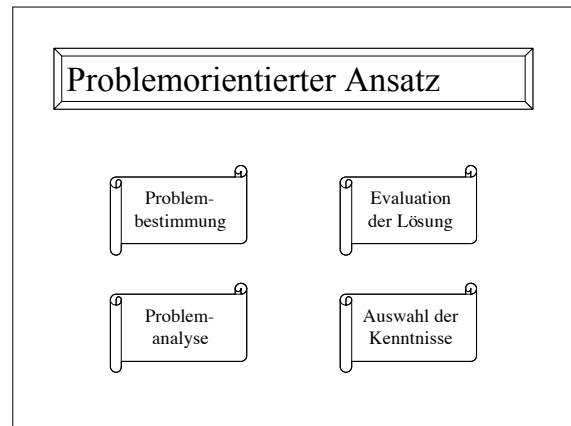 Problemorientierter Ansatz
Problem-
bestimmung
Evaluation
der Lösung
Problem-
analyse
Auswahl der
Kenntnisse